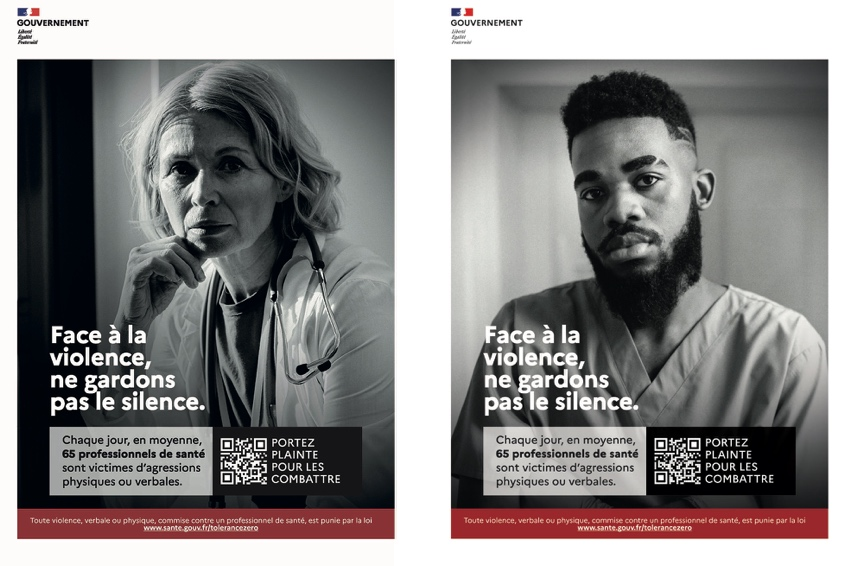 GOUVERNEMENT
Liberté
Égalité
Fraternité
Face à la
violence,
ne gardons
pas le silence.
Chaque jour, en moyenne,
65 professionnels de santé
sont victimes d'agressions
physiques ou verbales.
PORTEZ
PLAINTE
POUR LES
COMBATTRE
Toute violence, verbale ou physique, commise contre un professionnel de santé, est punie par la loi
www.sante.gouv.fr/tolerancezero
GOUVERNEMENT
Liberté
Égalité
Fraternité
Face à la
violence,
ne gardons
pas le silence.
Chaque jour, en moyenne,
65 professionnels de santé
sont victimes d'agressions
physiques ou verbales.
PORTEZ
PLAINTE
POUR LES
COMBATTRE
Toute violence, verbale ou physique, commise contre un professionnel de santé, est punie par la loi
www.sante.gouv.fr/tolerancezero